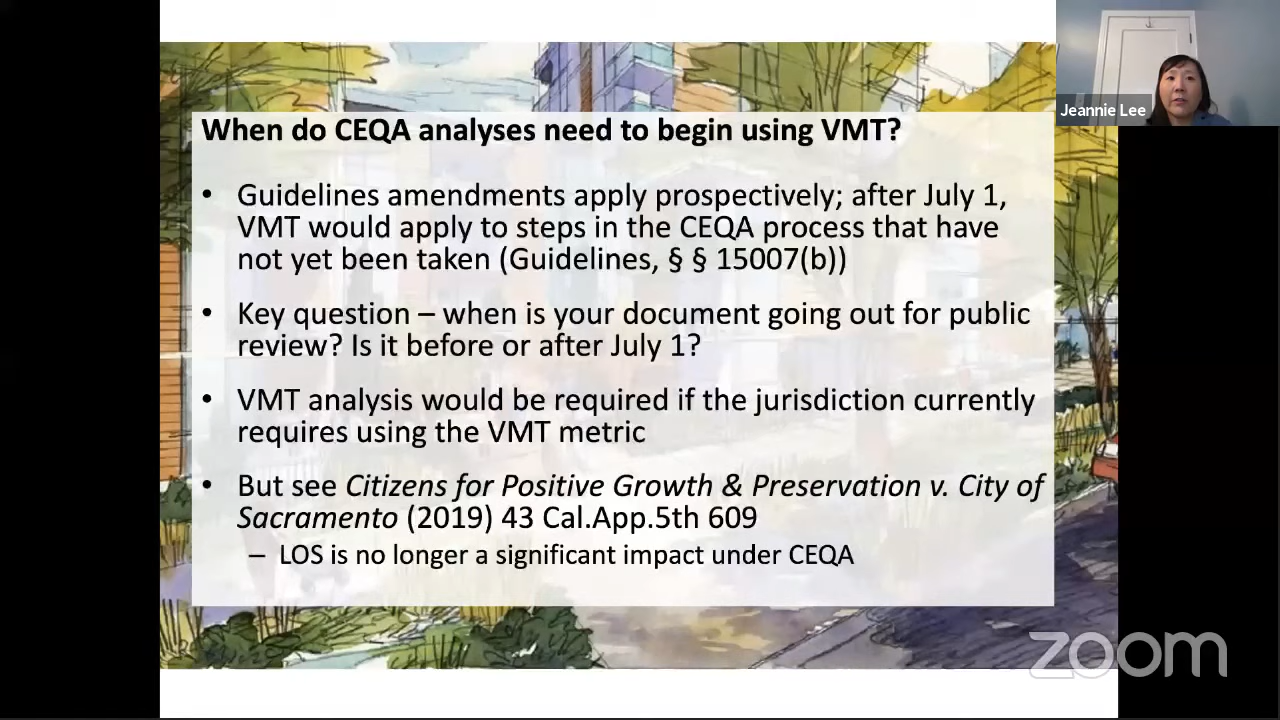 When do CEQA analyses need to begin using VMT?
• Guidelines amendments apply prospectively; after July 1,
VMT would apply to steps in the CEQA process that have
not yet been taken (Guidelines, § § 15007(b))
• Key question – when is your document going out for public
review? Is it before or after July 1?
• VMT analysis would be required if the jurisdiction currently
requires using the VMT metric
• But see Citizens for Positive Growth & Preservation v. City of
Sacramento (2019) 43 Cal.App.5th 609
– LOS is no longer a significant impact under CEQA
Jeannie Lee
zoom